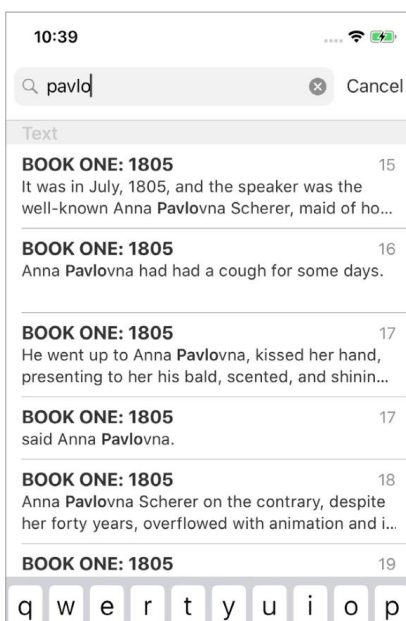 10:39
pavlo
Cancel
Text
BOOK ONE: 1805 15
It was in July, 1805, and the speaker was the
well-known Anna Pavlovna Scherer, maid of ho...
BOOK ONE: 1805 16
Anna Pavlovna had had a cough for some days.
BOOK ONE: 1805 17
He went up to Anna Pavlovna, kissed her hand,
presenting to her his bald, scented, and shinin...
BOOK ONE: 1805 17
said Anna Pavlovna.
BOOK ONE: 1805 18
Anna Pavlovna Scherer on the contrary, despite
her forty years, overflowed with animation and i...
BOOK ONE: 1805 19
q w e r t y u i o p